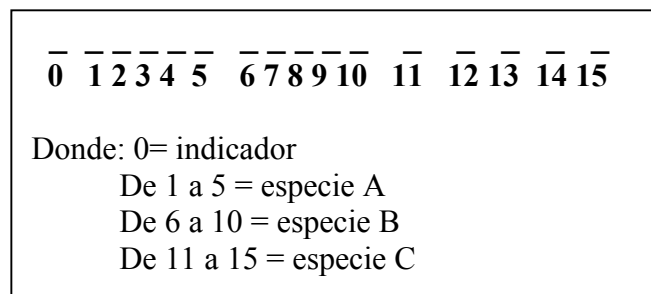 _ _ _ _ _ _ _ _ _ _ _ _ _ _ _ _
0 1 2 3 4 5 6 7 8 9 10 11 12 13 14 15
Donde: 0= indicador
De 1 a 5 = especie A
De 6 a 10 = especie B
De 11 a 15 = especie C